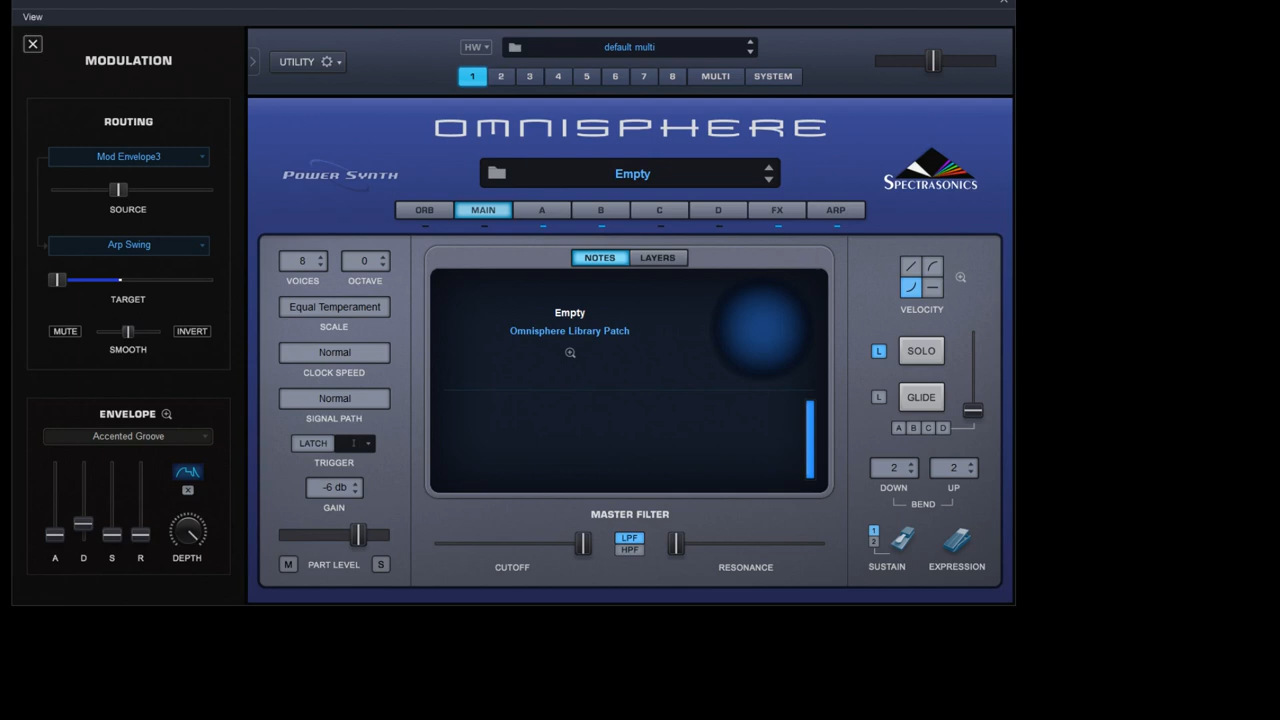 View
MODULATION
ROUTING
Mod Envelope3
SOURCE
Arp Swing
TARGET
MUTE
INVERT
SMOOTH
ENVELOPE
Accented Groove
A D S R
DEPTH
UTILITY
HW
default multi
1 2 3 4 5 6 7 8 MULTI SYSTEM
OMNISPHERE
POWER SYNTH
Empty
SPECTRASONICS
ORB MAIN A B C D FX ARP
8
0
VOICES
OCTAVE
Equal Temperament
SCALE
Normal
CLOCK SPEED
Normal
SIGNAL PATH
LATCH
TRIGGER
-6 db
GAIN
M PART LEVEL S
NOTES LAYERS
Empty
Omnisphere Library Patch
MASTER FILTER
LPF
HPF
CUTOFF
RESONANCE
VELOCITY
L SOLO
L GLIDE
A B C D
2
2
DOWN
UP
BEND
1
2
SUSTAIN
EXPRESSION